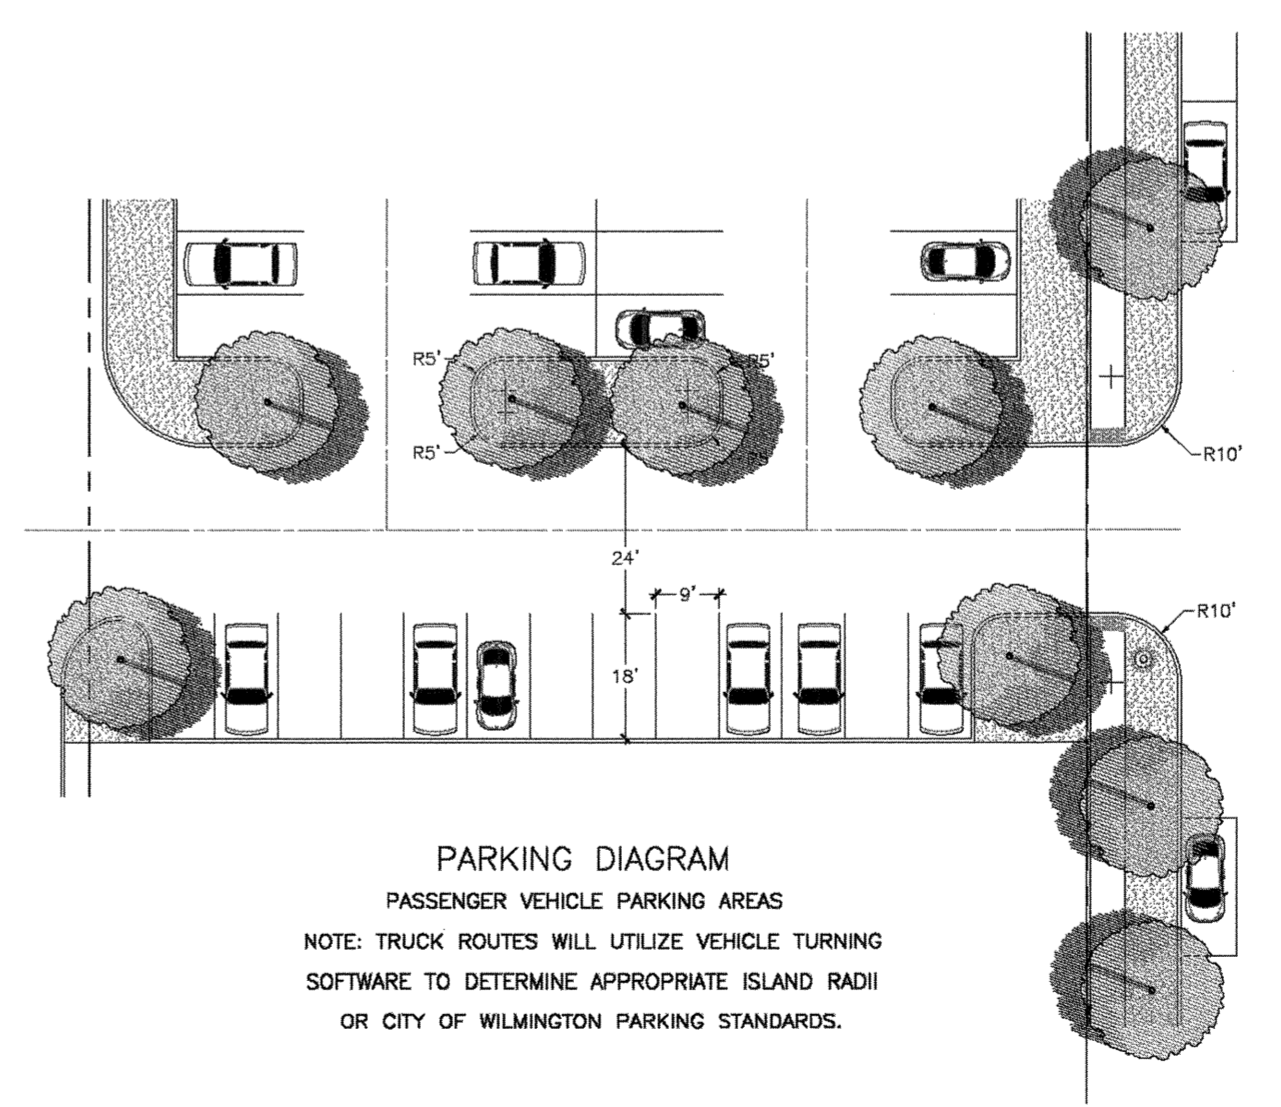 R5'
R5'
R5'
R5'
R10'
24'
9'
R10'
18'
PARKING DIAGRAM
PASSENGER VEHICLE PARKING AREAS
NOTE: TRUCK ROUTES WILL UTILIZE VEHICLE TURNING
SOFTWARE TO DETERMINE APPROPRIATE ISLAND RADII
OR CITY OF WILMINGTON PARKING STANDARDS.